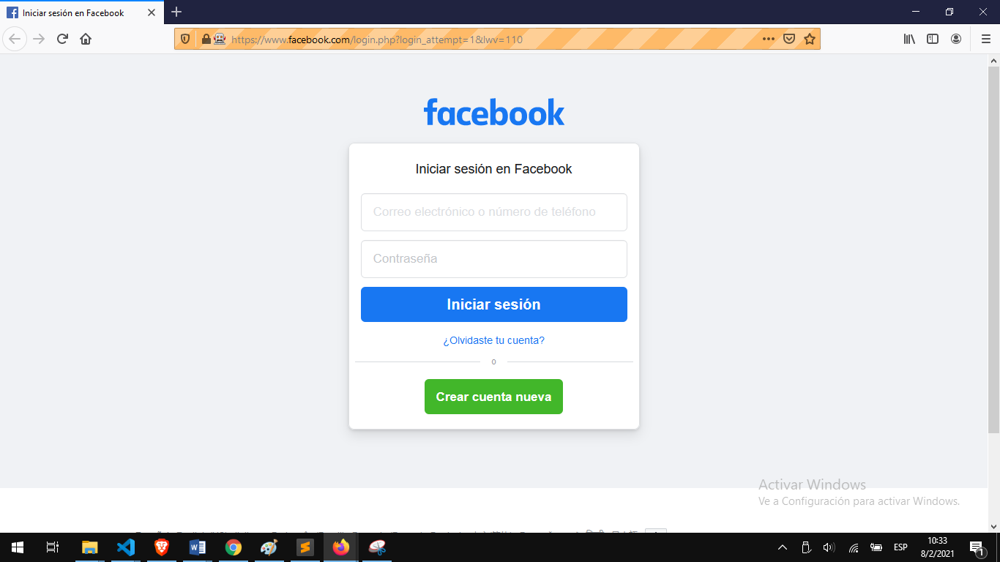 Iniciar sesión en Facebook
https://www.facebook.com/login.php?login_attempt=1&lwv=110
facebook
Iniciar sesión en Facebook
Correo electrónico o número de teléfono
Contraseña
Iniciar sesión
¿Olvidaste tu cuenta?
o
Crear cuenta nueva
Activar Windows
Ve a Configuración para activar Windows.
ESP
10:33
8/2/2021
1